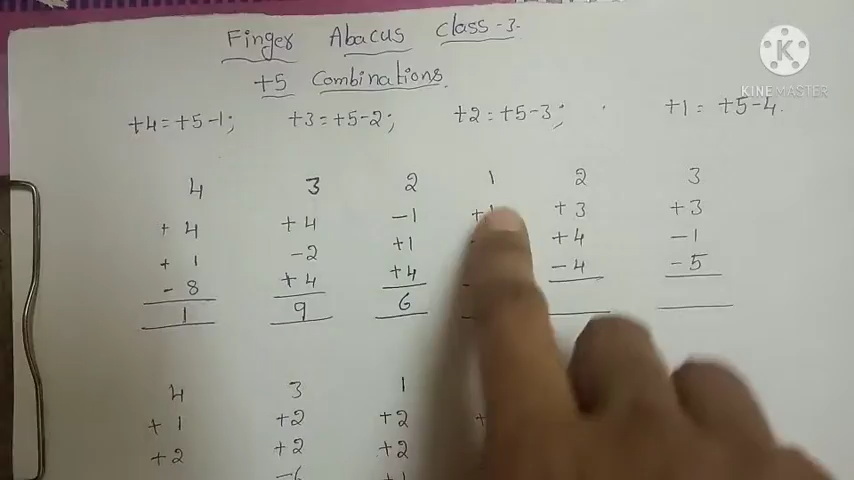 Finger Abacus Class-3.
+5 Combinations.
K
KINEMASTER
+4=+5-1; +3=+5-2; +2=+5-3; +1= +5-4.
4 3 2 1 2 3
+4 +4 -1 +3 +3
+1 -2 +1 +4 -1
-8 +4 +4 -4 -5
1 9 6
4 3 1
+1 +2 +2
+2 +2 +2